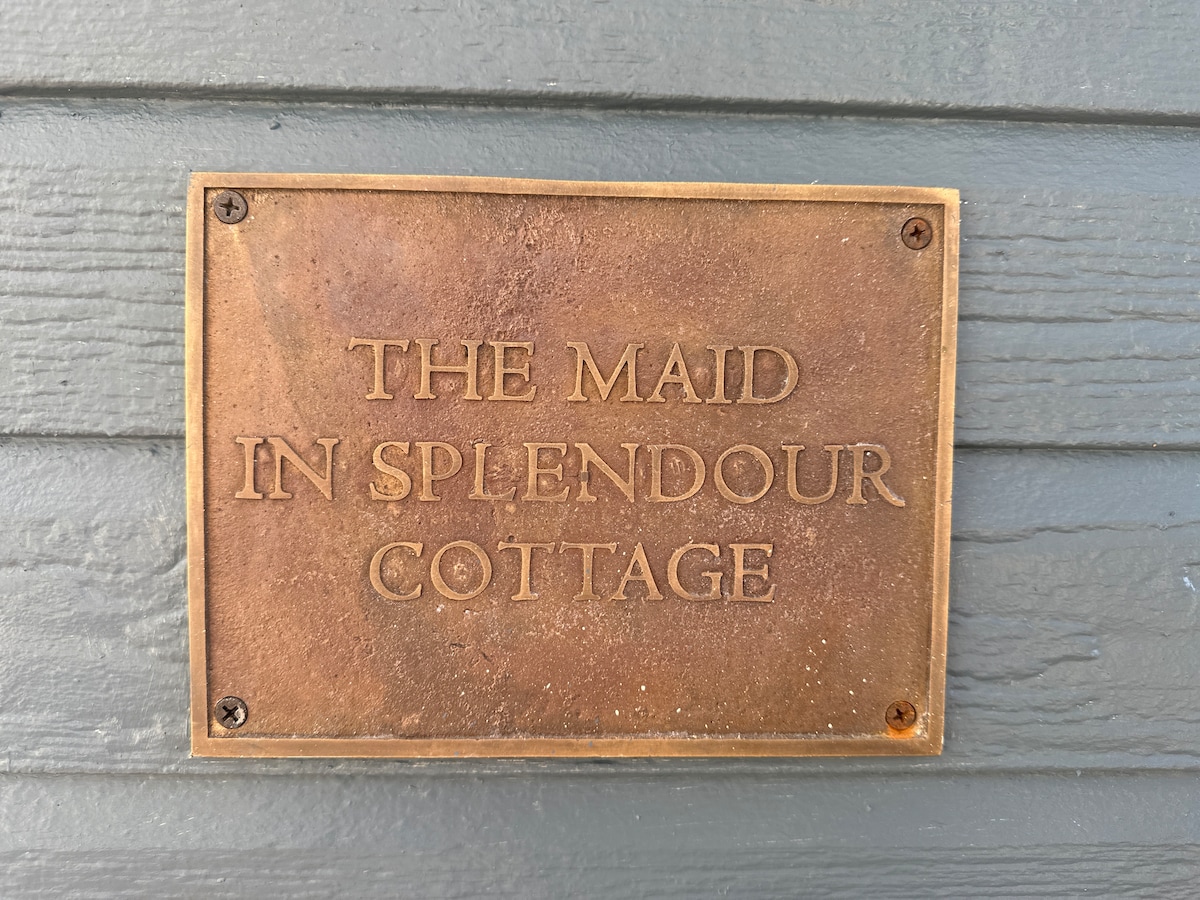 THE MAID
IN SPLENDOUR
COTTAGE